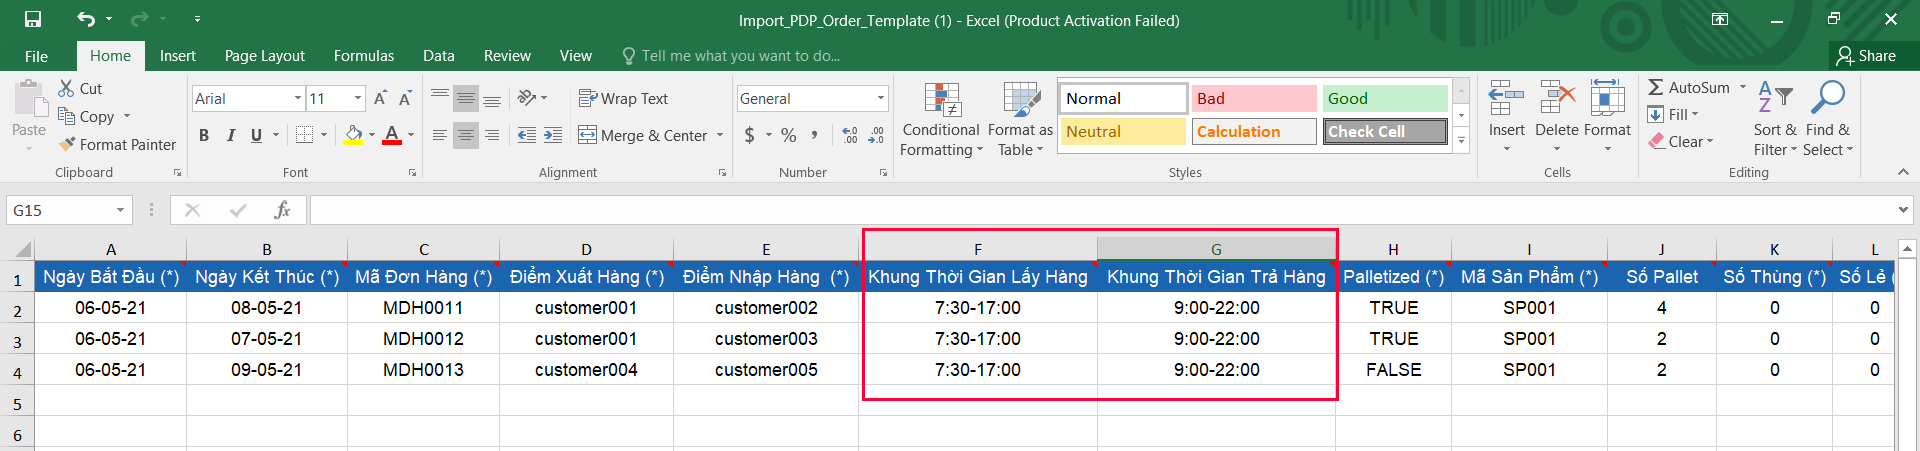 Import_PDP_Order_Template (1) - Excel (Product Activation Failed)
File Home Insert Page Layout Formulas Data Review View Tell me what you want to do... Share
Paste Cut Copy Format Painter
Clipboard
Arial 11 A A
B I U A
Font
Wrap Text
Merge & Center
Alignment
General
$ % , .00 .00
Number
Conditional Formatting Format as Table
Normal Bad Good
Neutral Calculation Check Cell
Styles
Insert Delete Format
Cells
AutoSum
Fill
Clear
Sort & Filter Find & Select
Editing
G15 fx
A B C D E F G H I J K L
1 Ngày Bắt Đầu (*) Ngày Kết Thúc (*) Mã Đơn Hàng (*) Điểm Xuất Hàng (*) Điểm Nhập Hàng (*) Khung Thời Gian Lấy Hàng Khung Thời Gian Trả Hàng Palletized (*) Mã Sản Phẩm (*) Số Pallet Số Thùng (*) Số Lẻ (
2 06-05-21 08-05-21 MDH0011 customer001 customer002 7:30-17:00 9:00-22:00 TRUE SP001 4 0 0
3 06-05-21 07-05-21 MDH0012 customer001 customer003 7:30-17:00 9:00-22:00 TRUE SP001 2 0 0
4 06-05-21 09-05-21 MDH0013 customer004 customer005 7:30-17:00 9:00-22:00 FALSE SP001 2 0 0
5
6